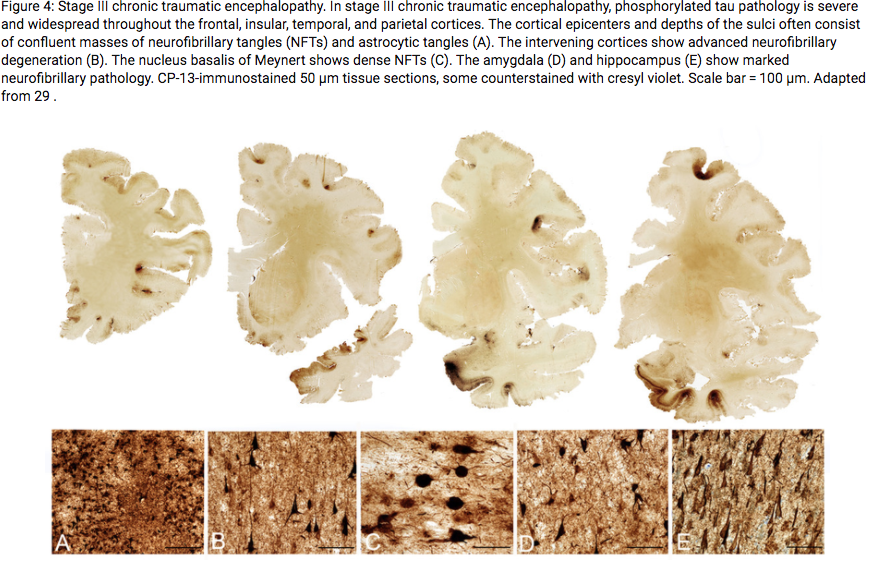 Figure 4: Stage III chronic traumatic encephalopathy. In stage III chronic traumatic encephalopathy, phosphorylated tau pathology is severe
and widespread throughout the frontal, insular, temporal, and parietal cortices. The cortical epicenters and depths of the sulci often consist
of confluent masses of neurofibrillary tangles (NFTs) and astrocytic tangles (A). The intervening cortices show advanced neurofibrillary
degeneration (B). The nucleus basalis of Meynert shows dense NFTs (C). The amygdala (D) and hippocampus (E) show marked
neurofibrillary pathology. CP-13-immunostained 50 μm tissue sections, some counterstained with cresyl violet. Scale bar = 100 μm. Adapted
from 29 .
A B C D E